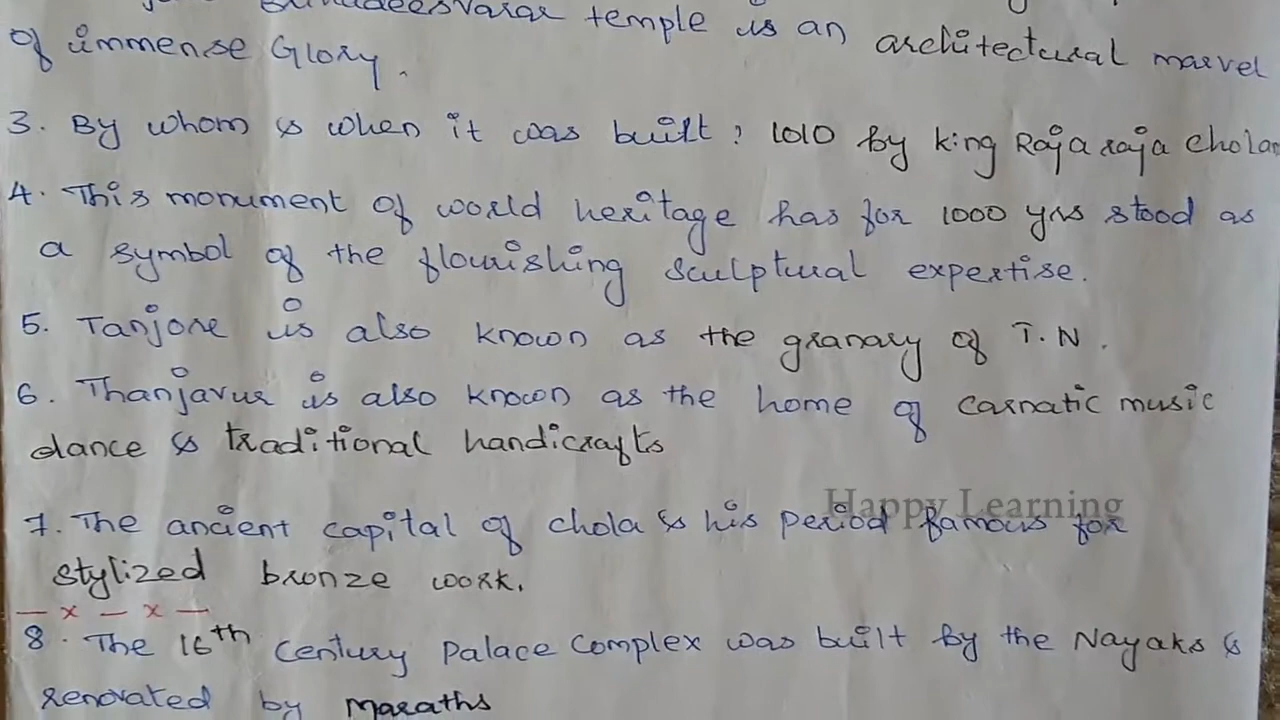 temple is an architectural marvel
of immense Glory.
3. By whom & when it was built? 1010 by king Rajaraja Cholan
4. This monument of world heritage has for 1000 yrs stood as
a symbol of the flourishing sculptural expertise.
5. Tanjore is also known as the granary of T.N.
6. Thanjavur is also known as the home of carnatic music
dance & traditional handicrafts
Happy Learning
7. The ancient capital of chola & his period famous for
stylized bronze work.
— x — x —
8. The 16th century palace complex was built by the Nayaks &
renovated by Maraths